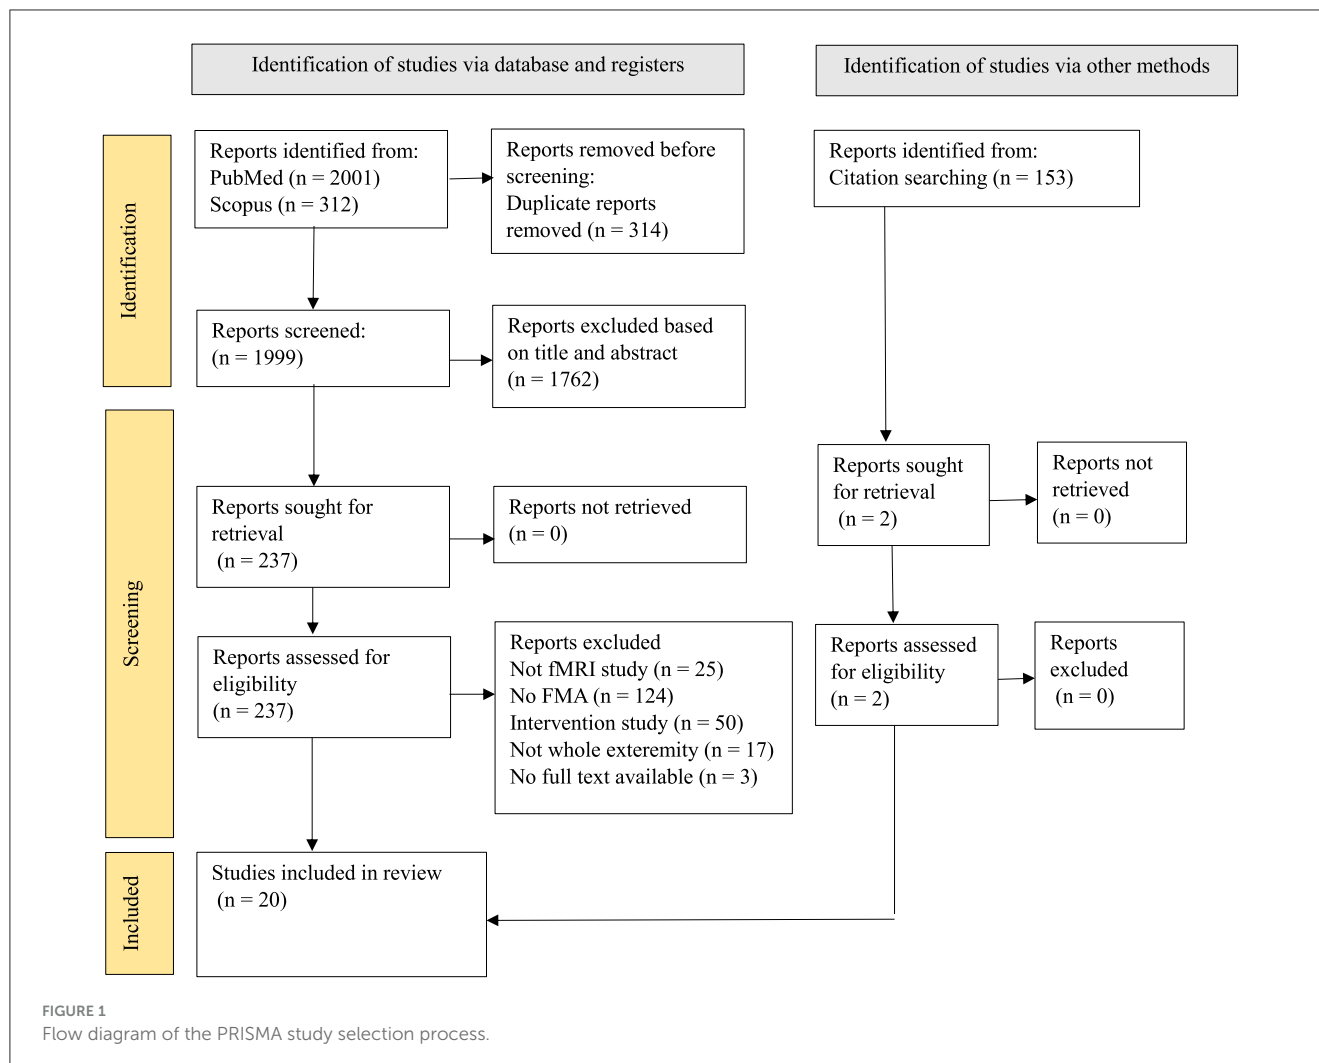 Identification of studies via database and registers
Identification of studies via other methods
Identification
Reports identified from:
PubMed (n = 2001)
Scopus (n = 312)
Reports removed before
screening:
Duplicate reports
removed (n = 314)
Reports identified from:
Citation searching (n = 153)
Reports screened:
(n = 1999)
Reports excluded based
on title and abstract
(n = 1762)
Screening
Reports sought for
retrieval
(n = 237)
Reports not retrieved
(n = 0)
Reports sought
for retrieval
(n = 2)
Reports not
retrieved
(n = 0)
Reports assessed for
eligibility
(n = 237)
Reports excluded
Not fMRI study (n = 25)
No FMA (n = 124)
Intervention study (n = 50)
Not whole exteremity (n = 17)
No full text available (n = 3)
Reports assessed
for eligibility
(n = 2)
Reports
excluded
(n = 0)
Included
Studies included in review
(n = 20)
FIGURE 1
Flow diagram of the PRISMA study selection process.